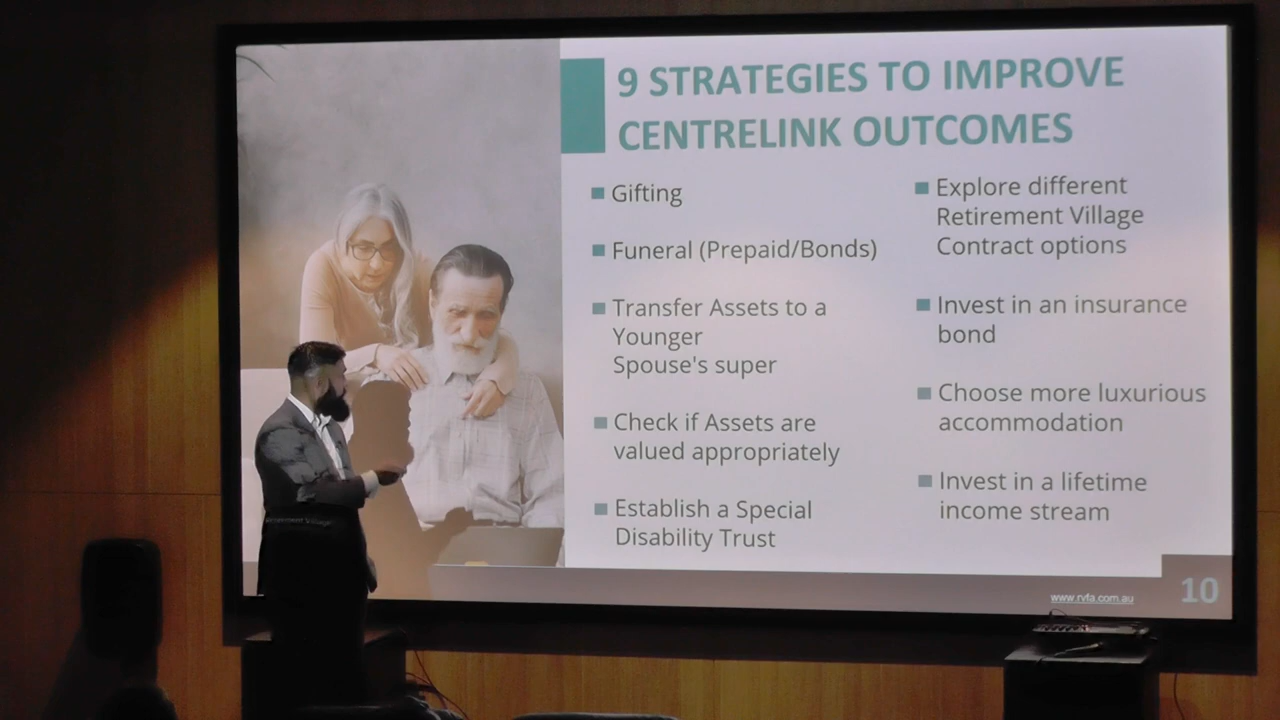 9 STRATEGIES TO IMPROVE
CENTRELINK OUTCOMES
Gifting
Funeral (Prepaid/Bonds)
Transfer Assets to a
Younger
Spouse's super
Check if Assets are
valued appropriately
Establish a Special
Disability Trust
Explore different
Retirement Village
Contract options
Invest in an insurance
bond
Choose more luxurious
accommodation
Invest in a lifetime
income stream
www.rvfa.com.au
10